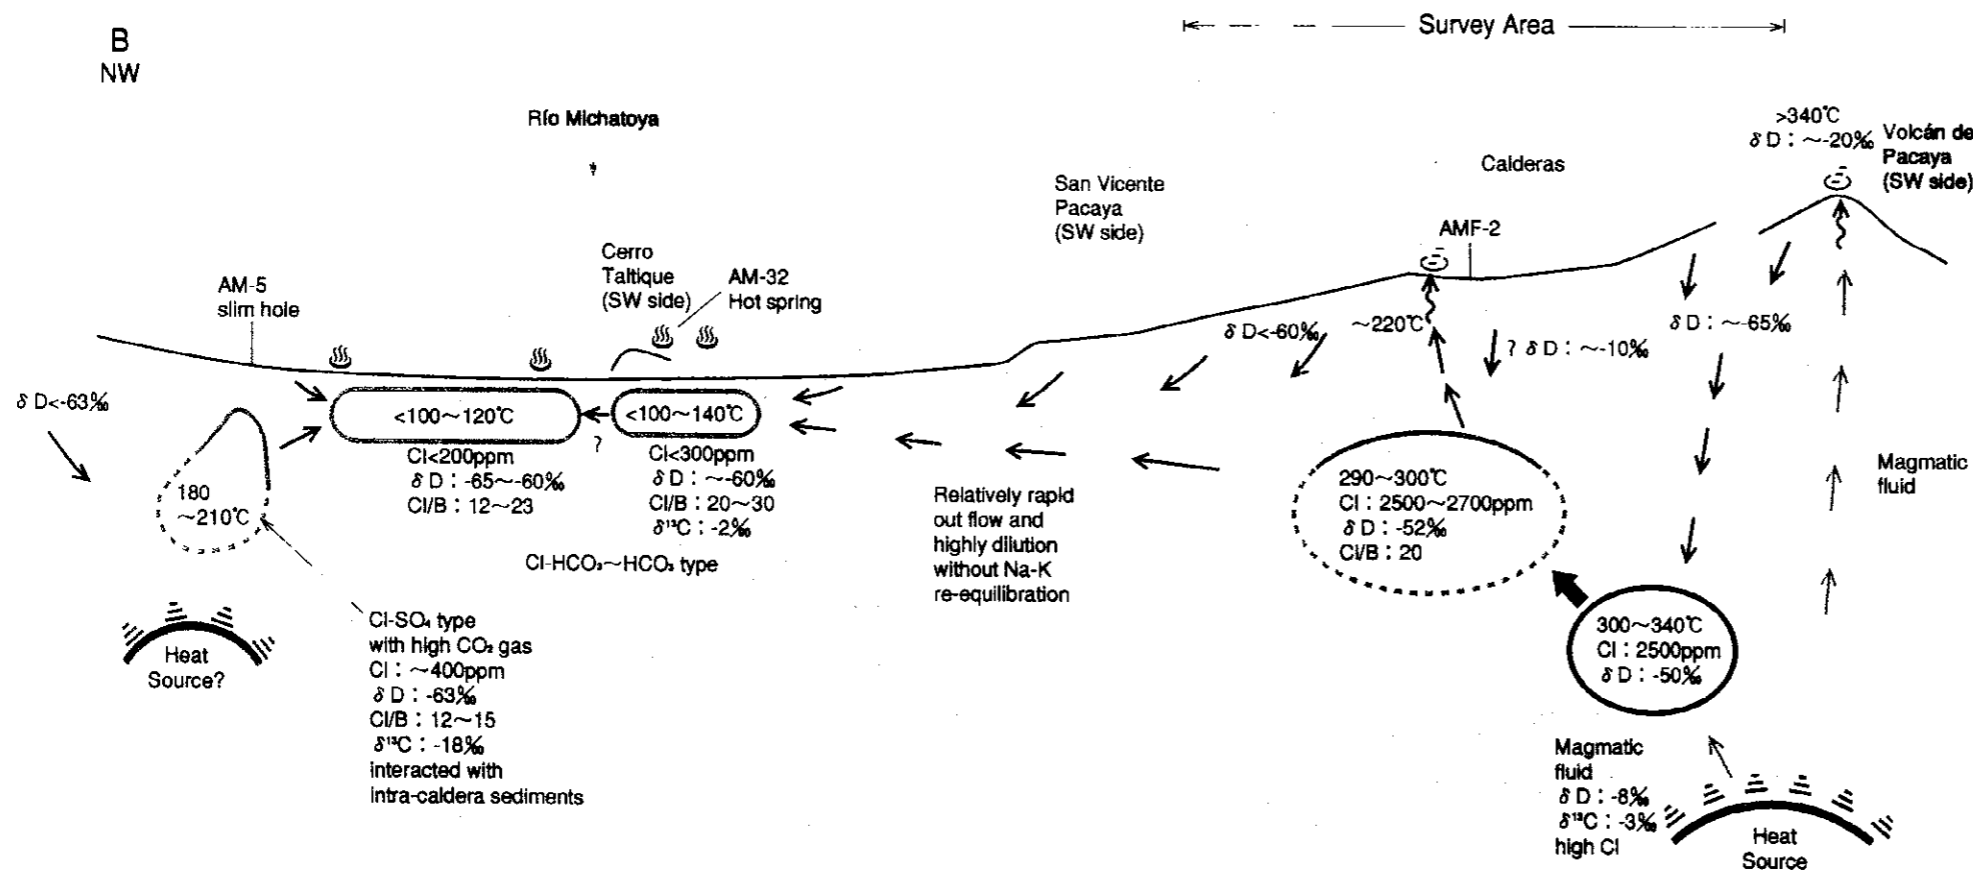 Survey Area
B
NW
Río Michatoya
>340℃
δD：～-20‰
Volcán de
Pacaya
(SW side)
Calderas
San Vicente
Pacaya
(SW side)
AMF-2
Cerro
Taltique
(SW side)
AM-32
Hot spring
AM-5
slim hole
δD<-60‰
～220℃
? δD：～-10‰
δD：～-65‰
δD<-63‰
<100～120℃
<100～140℃
?
Cl<200ppm
δD：-65～-60‰
Cl/B：12～23
Cl<300ppm
δD：～-60‰
Cl/B：20～30
δ¹³C：-2‰
Cl-HCO₃～HCO₃ type
180
～210℃
Relatively rapid
out flow and
highly dilution
without Na-K
re-equilibration
290～300℃
Cl：2500～2700ppm
δD：-52‰
Cl/B：20
Magmatic
fluid
300～340℃
Cl：2500ppm
δD：-50‰
Heat
Source?
Cl-SO₄ type
with high CO₂ gas
Cl：～400ppm
δD：-63‰
Cl/B：12～15
δ¹³C：-18‰
interacted with
intra-caldera sediments
Magmatic
fluid
δD：-8‰
δ¹³C：-3‰
high Cl
Heat
Source